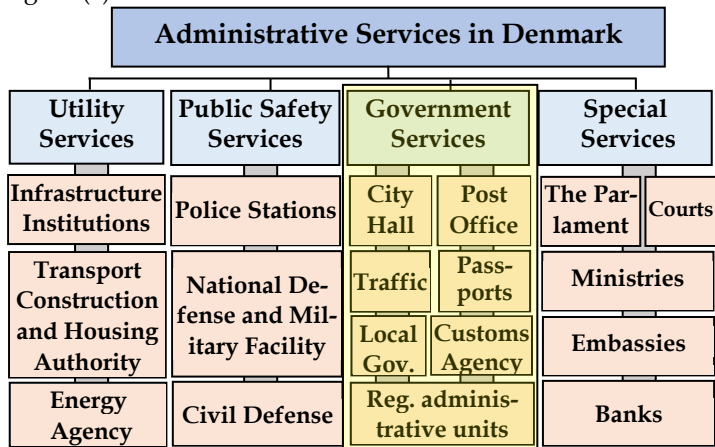 Administrative Services in Denmark
Utility
Services
Public Safety
Services
Government
Services
Special
Services
Infrastructure
Institutions
Transport
Construction
and Housing
Authority
Energy
Agency
Police Stations
National De-
fense and Mil-
itary Facility
Civil Defense
City
Hall
Post
Office
Traffic
Pass-
ports
Local
Gov.
Customs
Agency
Reg. adminis-
trative units
The Par-
lament
Courts
Ministries
Embassies
Banks